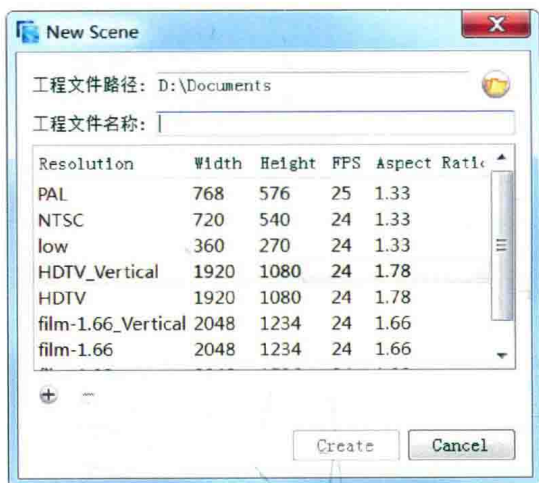 New Scene
工程文件路径: D:\Documents
工程文件名称:
Resolution Width Height FPS Aspect Ratio
PAL 768 576 25 1.33
NTSC 720 540 24 1.33
low 360 270 24 1.33
HDTV_Vertical 1920 1080 24 1.78
HDTV 1920 1080 24 1.78
film-1.66_Vertical 2048 1234 24 1.66
film-1.66 2048 1234 24 1.66
Create Cancel